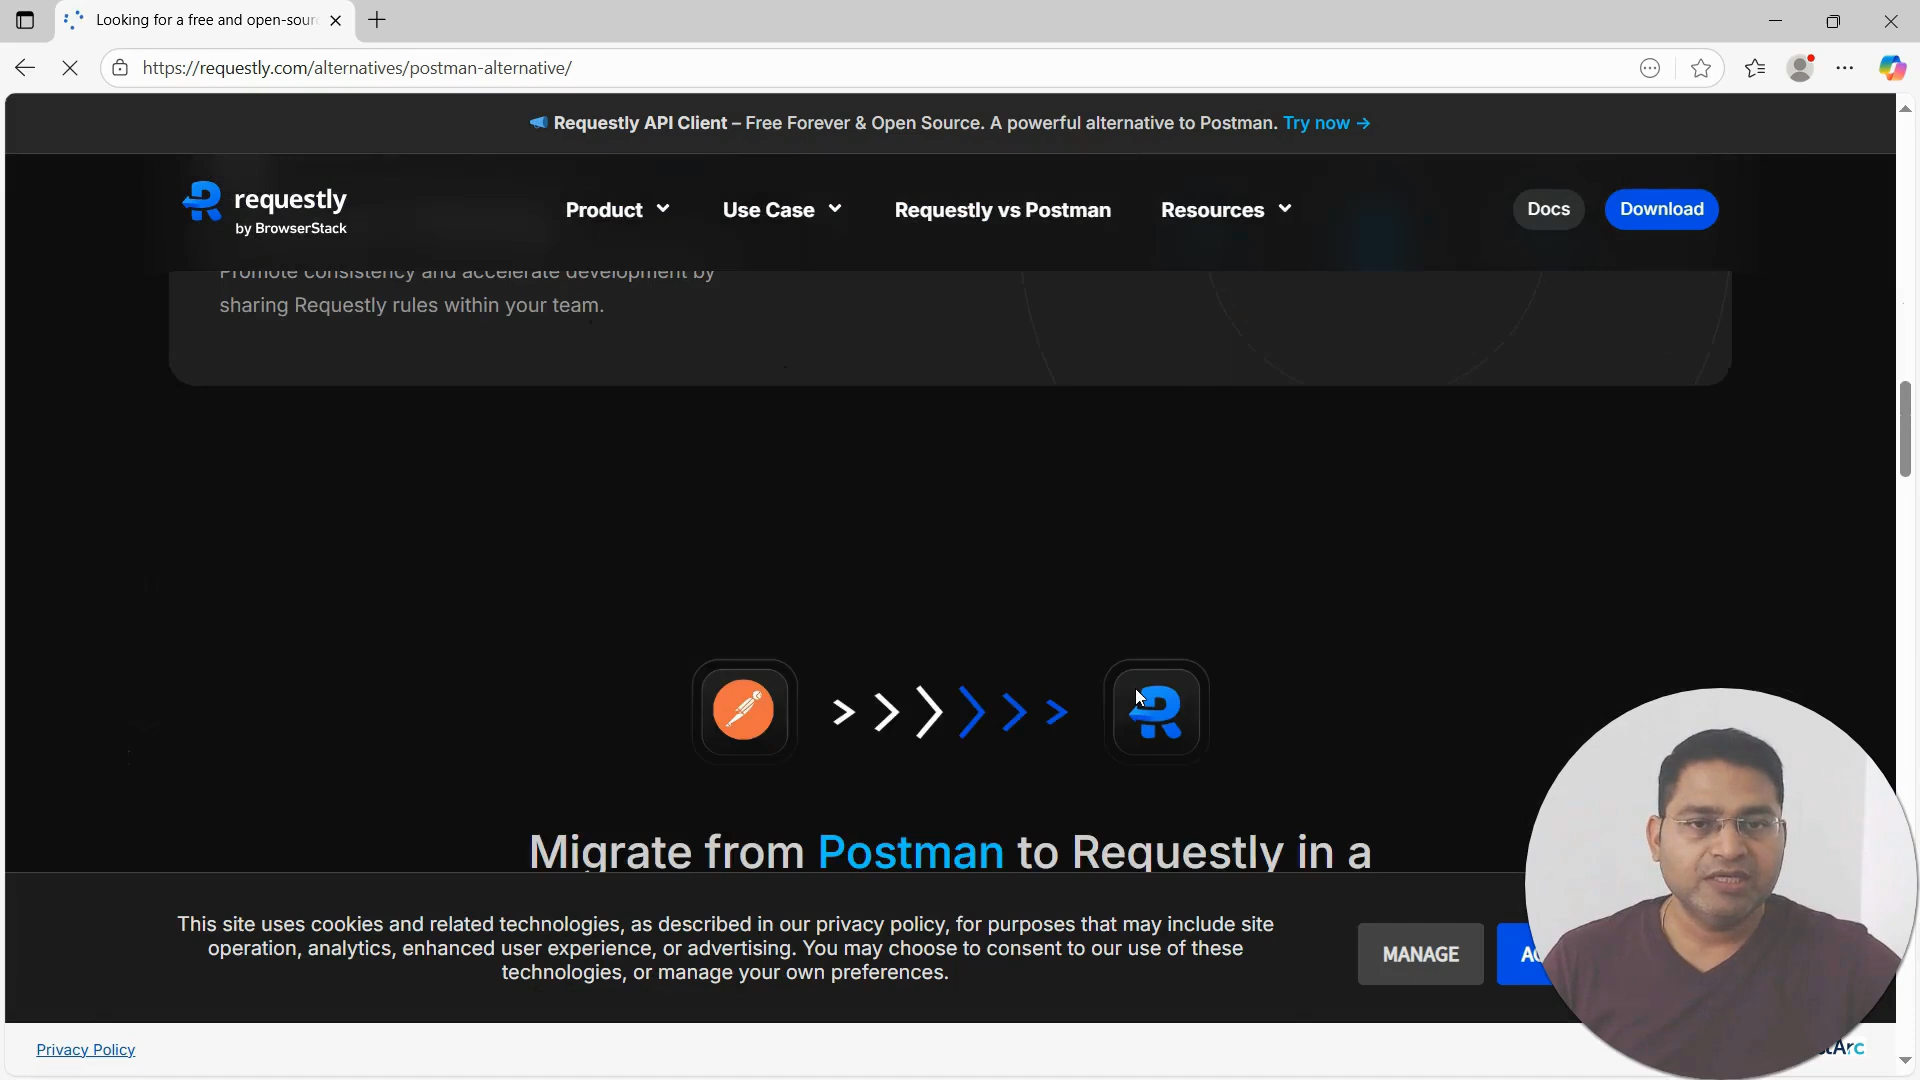 Looking for a free and open-sour
https://requestly.com/alternatives/postman-alternative/
Requestly API Client – Free Forever & Open Source. A powerful alternative to Postman. Try now →
requestly
by BrowserStack
Product
Use Case
Requestly vs Postman
Resources
Docs
Download
Promote consistency and accelerate development by
sharing Requestly rules within your team.
Migrate from Postman to Requestly in a
This site uses cookies and related technologies, as described in our privacy policy, for purposes that may include site
operation, analytics, enhanced user experience, or advertising. You may choose to consent to our use of these
technologies, or manage your own preferences.
MANAGE
Privacy Policy